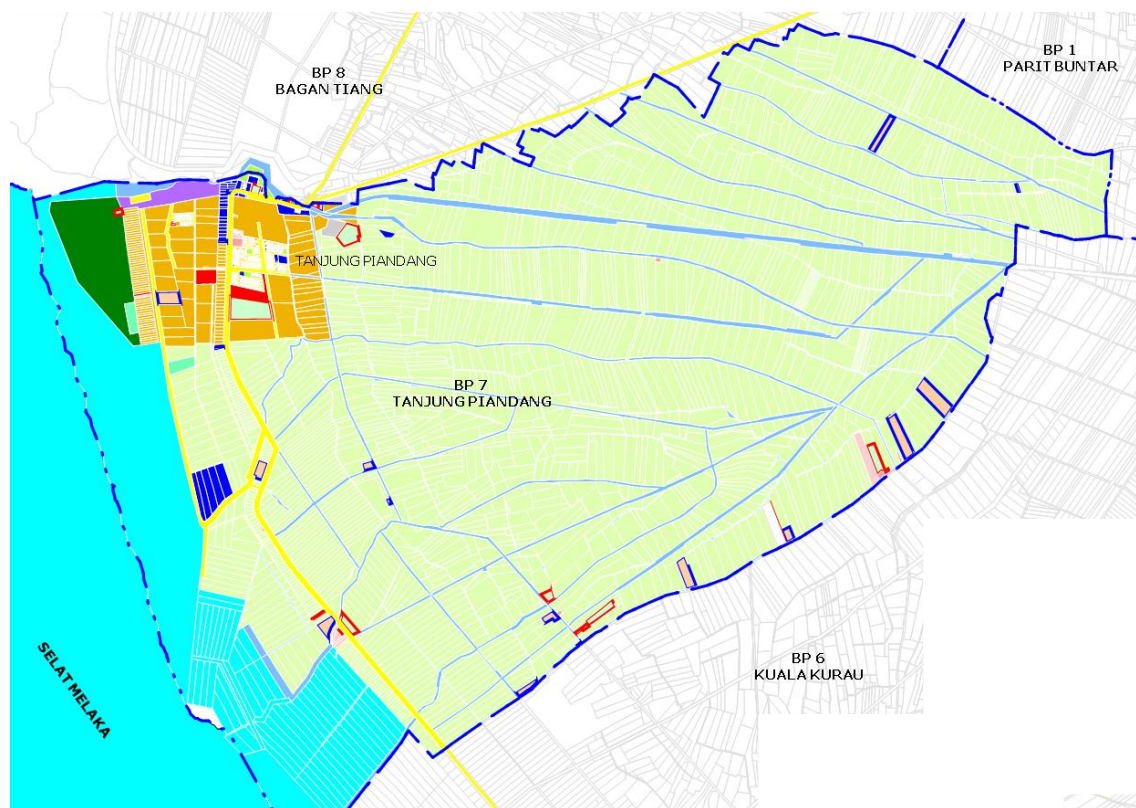 BP 1
PARIT BUNTAR
BP 8
BAGAN TIANG
TANJUNG PIANDANG
BP 7
TANJUNG PIANDANG
BP 6
KUALA KURAU
SELAT MELAKA